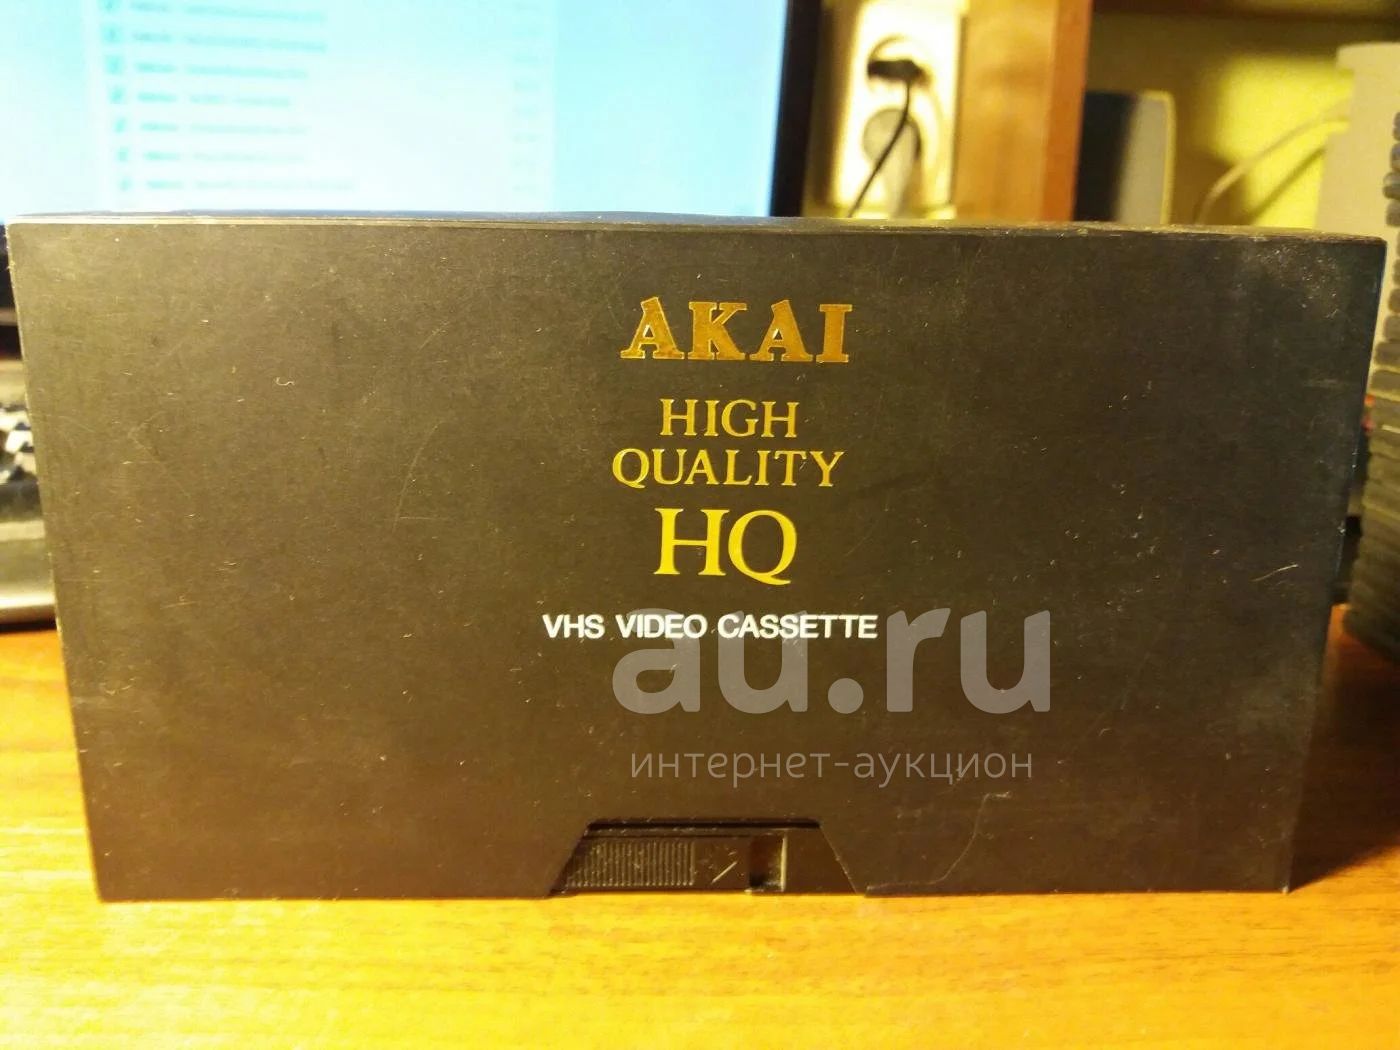 AKAI
HIGH
QUALITY
HQ
VHS VIDEO CASSETTE
au.ru
интернет-аукцион